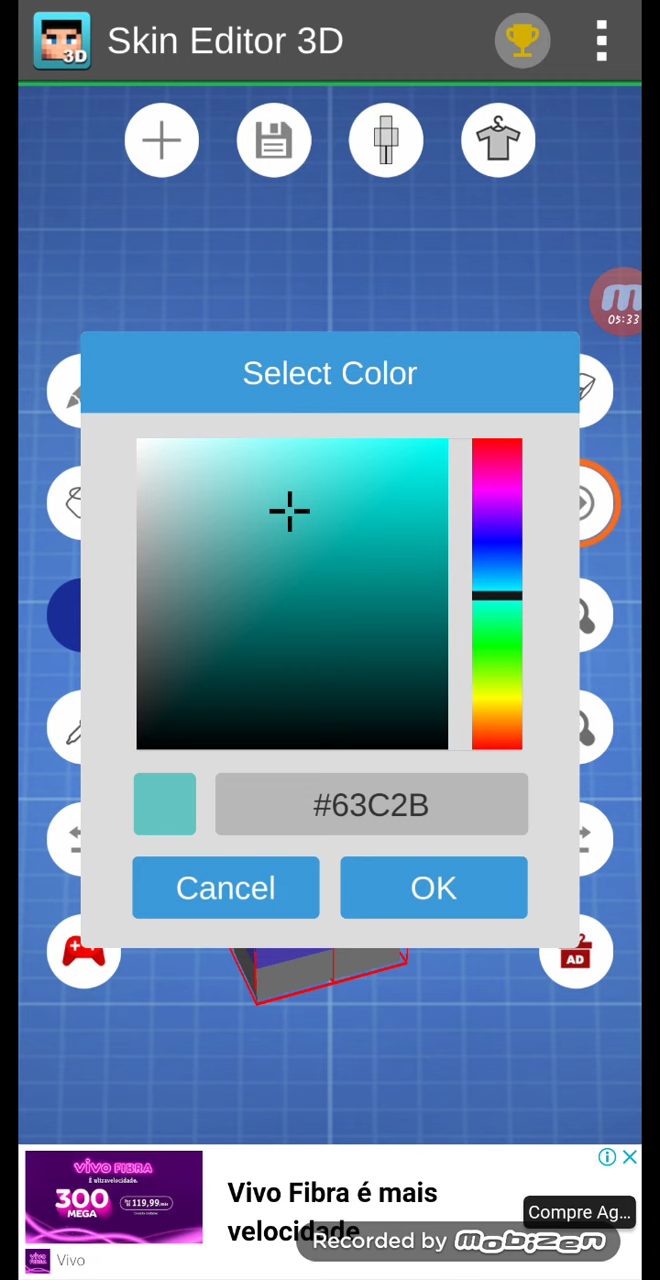 3D
Skin Editor 3D
05:33
Select Color
#63C2B
Cancel
OK
AD
vivo FIBRA
É ultravelocidade.
300
MEGA
119,99
Vivo Fibra é mais
velocidade
Compre Ag...
Vivo
Recorded by mobizen